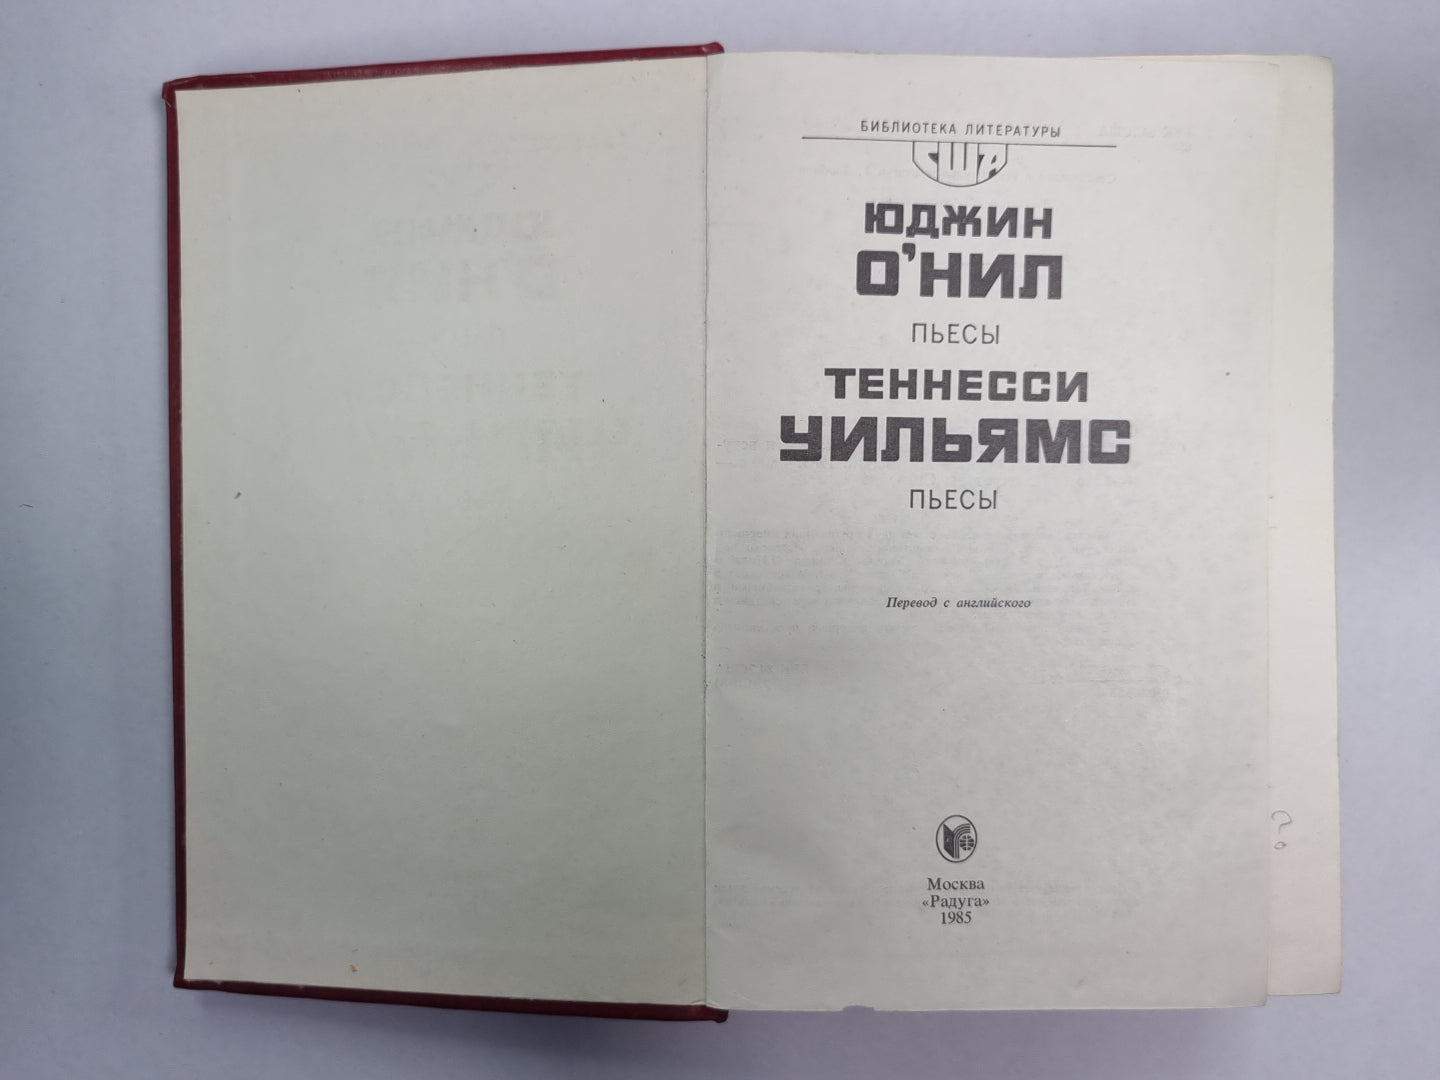 БИБЛИОТЕКА ЛИТЕРАТУРЫ
США
ЮДЖИН
О'НИЛ
ПЬЕСЫ
ТЕННЕССИ
УИЛЬЯМС
ПЬЕСЫ
Перевод с английского
Москва
«Радуга»
1985